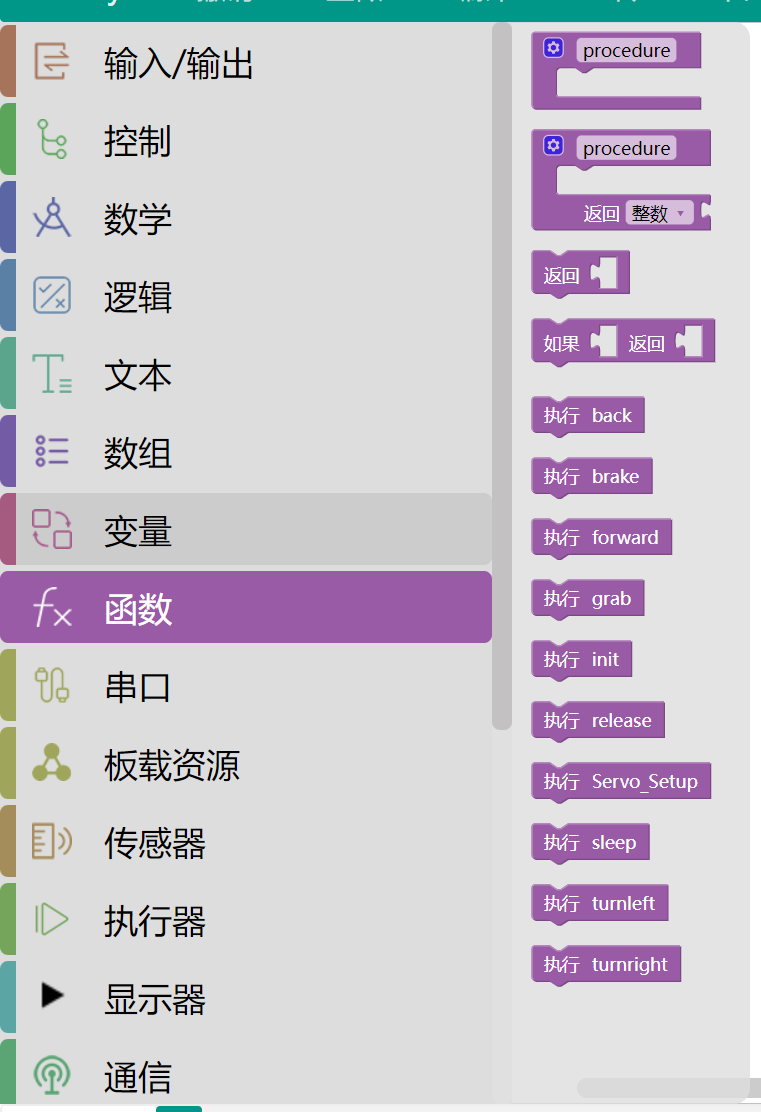 输入/输出
控制
数学
逻辑
文本
数组
变量
函数
串口
板载资源
传感器
执行器
显示器
通信
procedure
procedure
返回 整数
返回
如果 返回
执行 back
执行 brake
执行 forward
执行 grab
执行 init
执行 release
执行 Servo_Setup
执行 sleep
执行 turnleft
执行 turnright